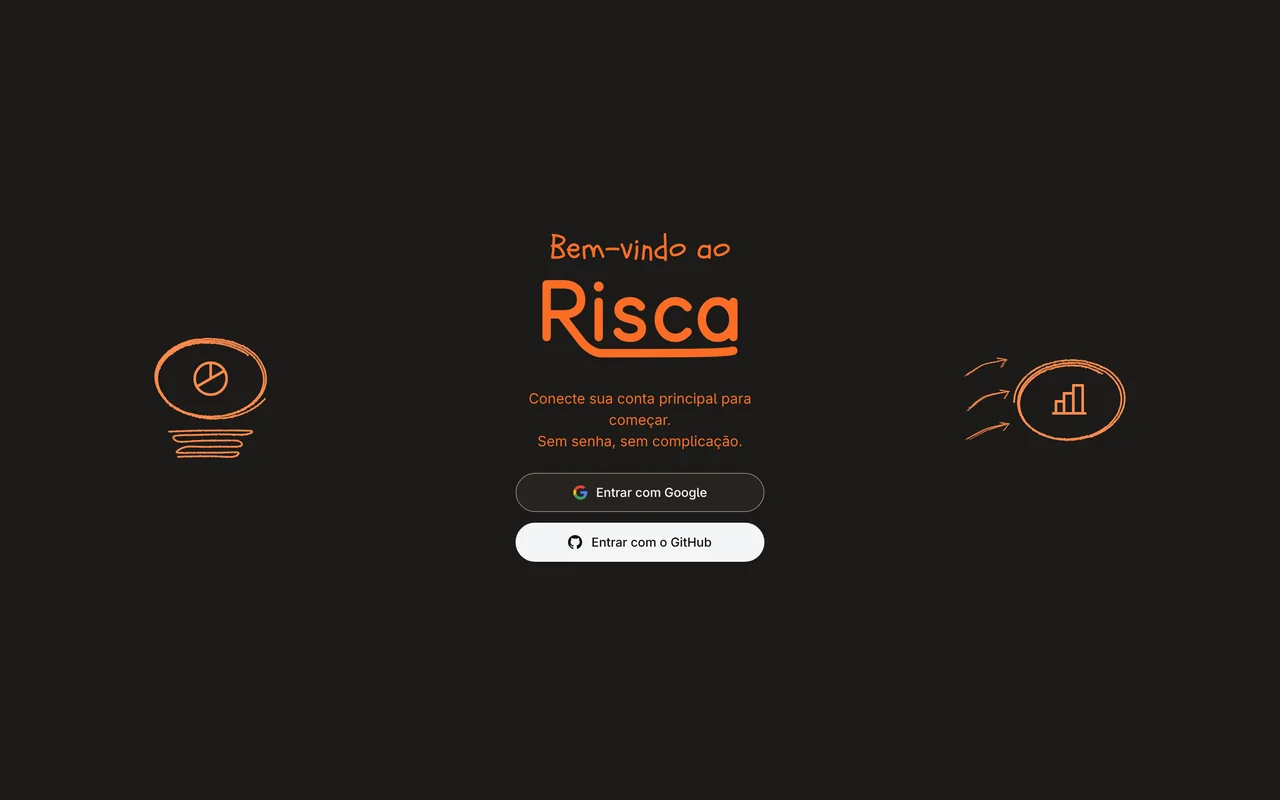 Bem-vindo ao
Risca
Conecte sua conta principal para
começar.
Sem senha, sem complicação.
Entrar com Google
Entrar com o GitHub